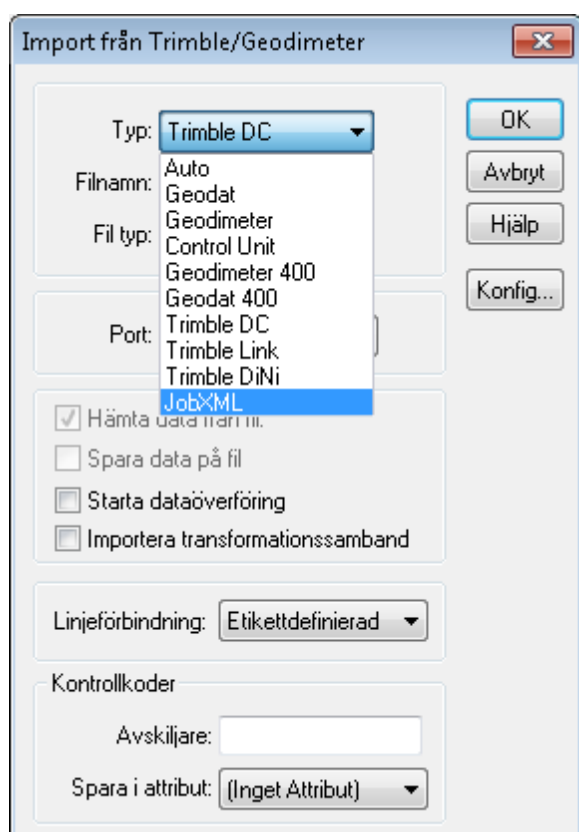 Import från Trimble/Geodimeter
Typ: Trimble DC
OK
Auto
Avbryt
Filnamn:
Geodat
Geodimeter
Hjälp
Fil typ:
Control Unit
Geodimeter 400
Konfig...
Geodat 400
Port:
Trimble DC
Trimble Link
Trimble DiNi
JobXML
Hämta data från fil.
Spara data på fil
Starta dataöverföring
Importera transformationssamband
Linjeförbindning: Etikettdefinierad
Kontrollkoder
Avskiljare:
Spara i attribut: (Inget Attribut)